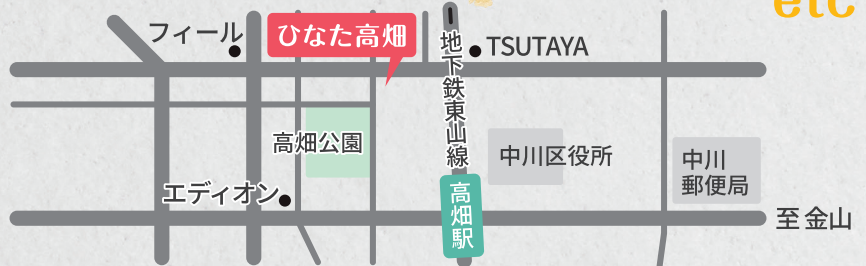 etc
フィール
ひなた高畑
地下鉄東山線
TSUTAYA
高畑公園
中川区役所
中川
郵便局
エディオン
高畑駅
至 金山